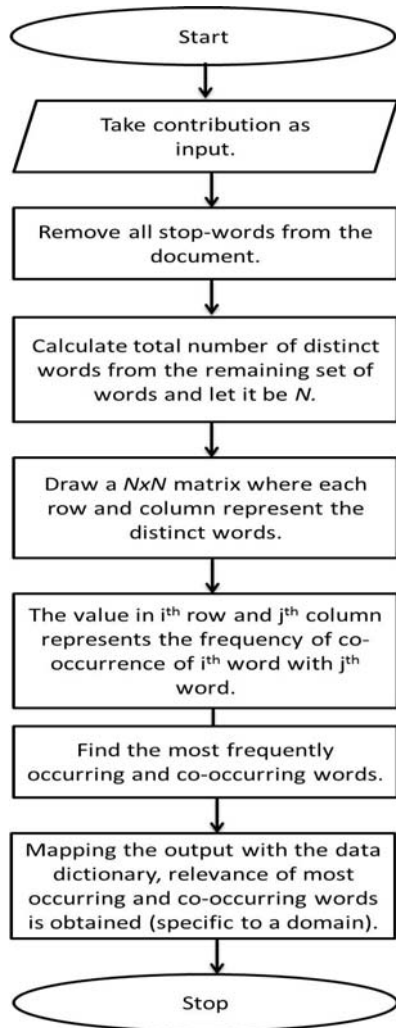 Start
Take contribution as
input.
Remove all stop-words from the
document.
Calculate total number of distinct
words from the remaining set of
words and let it be N.
Draw a NxN matrix where each
row and column represent the
distinct words.
The value in iᵗʰ row and jᵗʰ column
represents the frequency of co-
occurrence of iᵗʰ word with jᵗʰ
word.
Find the most frequently
occurring and co-occurring words.
Mapping the output with the data
dictionary, relevance of most
occurring and co-occurring words
is obtained (specific to a domain).
Stop